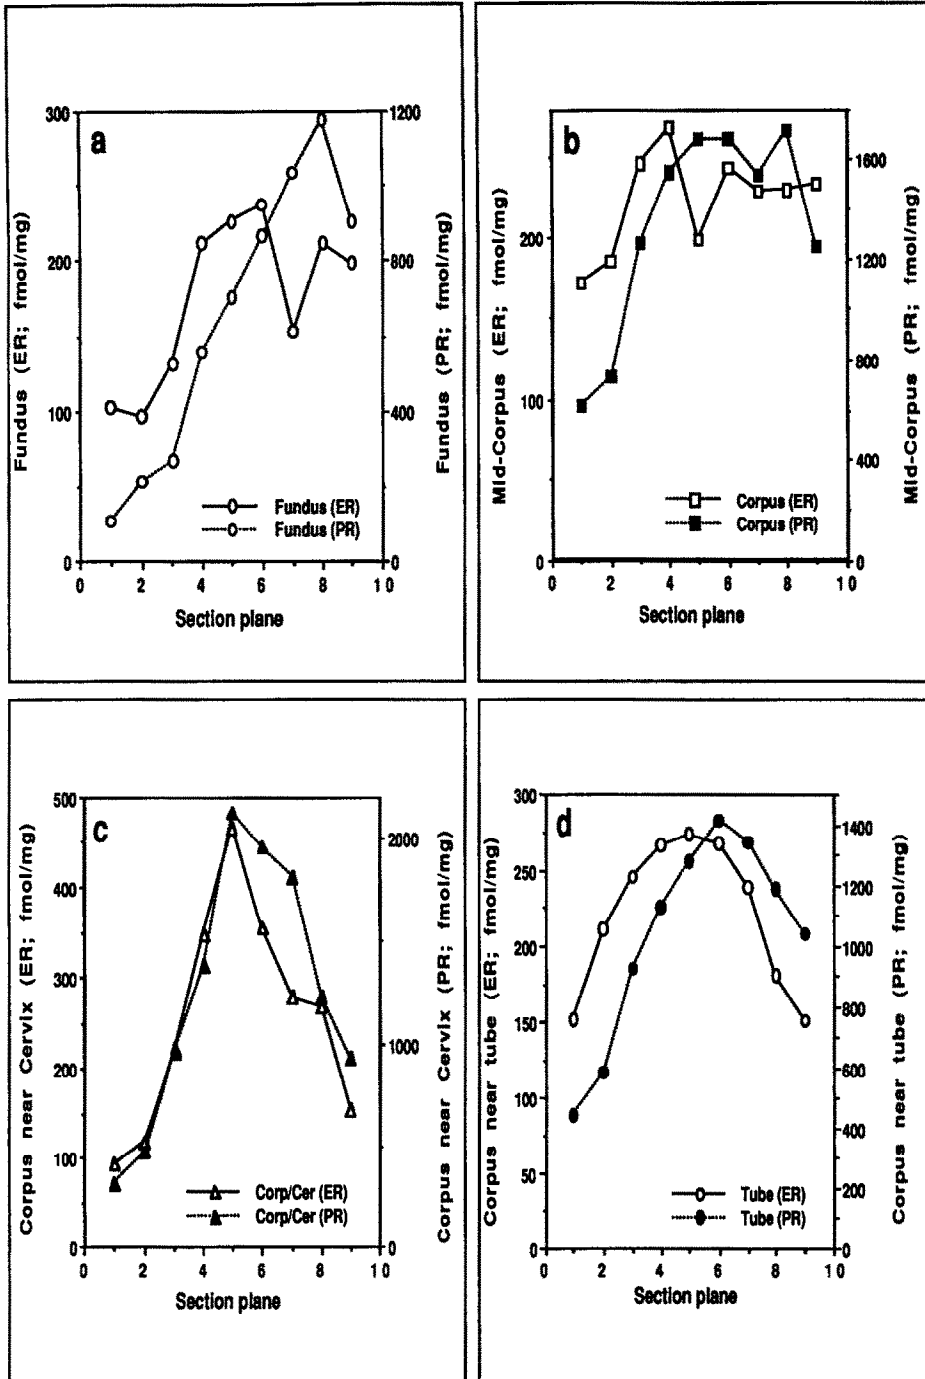 a
Fundus (ER; fmol/mg)
300
200
100
0
1200
800
400
0
Fundus (PR; fmol/mg)
Fundus (ER)
Fundus (PR)
0 2 4 6 8 10
Section plane
b
Mid-Corpus (ER; fmol/mg)
200
100
0
1600
1200
800
400
0
Mid-Corpus (PR; fmol/mg)
Corpus (ER)
Corpus (PR)
0 2 4 6 8 10
Section plane
c
Corpus near Cervix (ER; fmol/mg)
500
400
300
200
100
0
2000
1000
0
Corpus near Cervix (PR; fmol/mg)
Corp/Cer (ER)
Corp/Cer (PR)
0 2 4 6 8 10
Section plane
d
Corpus near tube (ER; fmol/mg)
300
250
200
150
100
50
0
1400
1200
1000
800
600
400
200
0
Corpus near tube (PR; fmol/mg)
Tube (ER)
Tube (PR)
0 2 4 6 8 10
Section plane